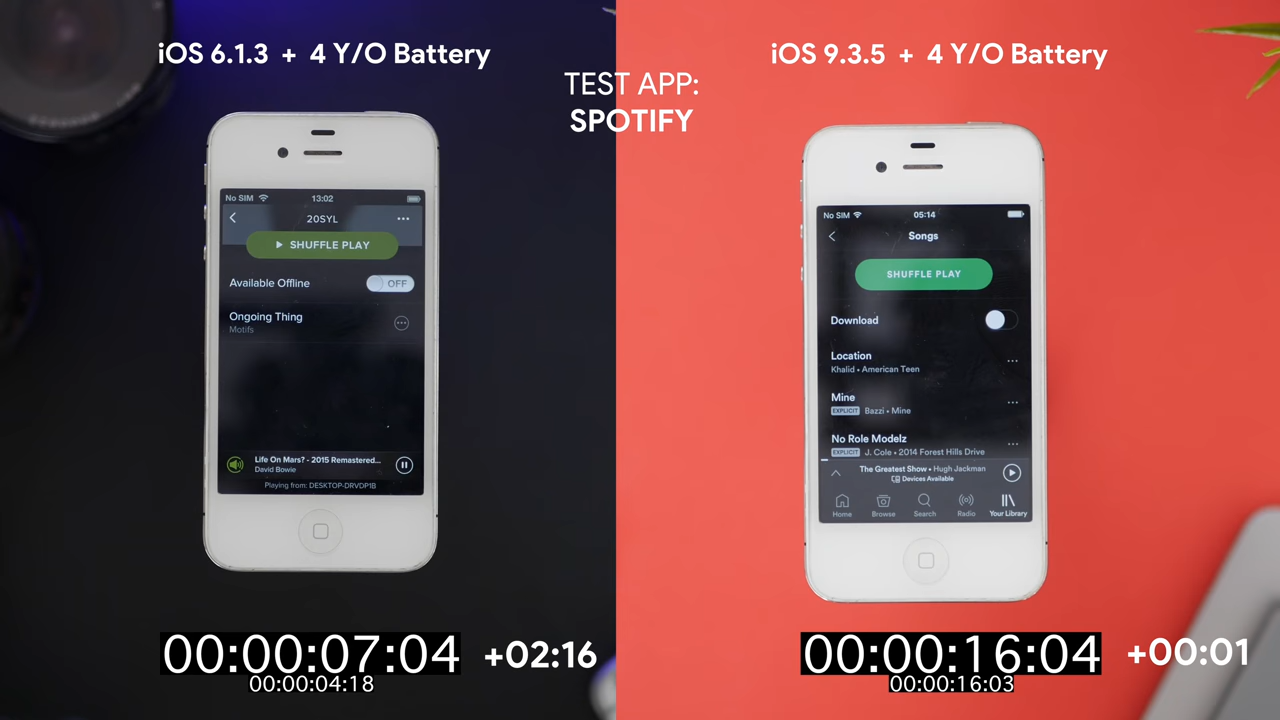 iOS 6.1.3 + 4 Y/O Battery
iOS 9.3.5 + 4 Y/O Battery
TEST APP:
SPOTIFY
No SIM 13:02
20SYL
SHUFFLE PLAY
Available Offline OFF
Ongoing Thing
Motifs
Life On Mars? - 2015 Remastered...
David Bowie
Playing from: DESKTOP-DRVDP1B
No SIM 05:14
Songs
SHUFFLE PLAY
Download
Location
Khalid • American Teen
Mine
EXPLICIT Bazzi • Mine
No Role Modelz
EXPLICIT J. Cole • 2014 Forest Hills Drive
The Greatest Show • Hugh Jackman
Devices Available
Home Browse Search Radio Your Library
00:00:07:04 +02:16
00:00:04:18
00:00:16:04 +00:01
00:00:16:03